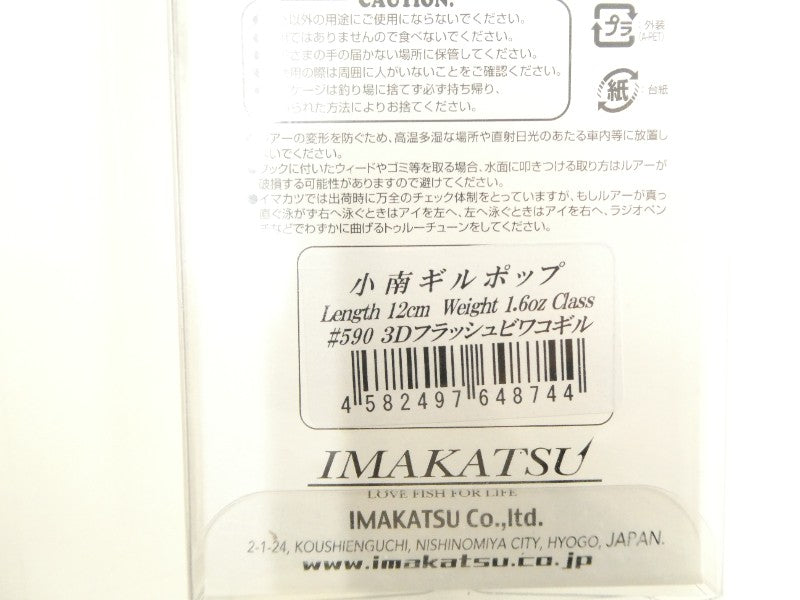 CAUTION.
以外の用途にご使用にならないでください。
ではありませんので食べないでください。
さまの手の届かない場所に保管してください。
用の際は周囲に人がいないことをご確認ください。
ケージは釣り場に捨てず必ず持ち帰り、
られた方法によりお捨てください。
プラ
:外装
(A-PET)
紙
:台紙
アーの変形を防ぐため、高温多湿な場所や直射日光のあたる車内等に放置し
いでください。
フックに付いたウィードやゴミ等を取る場合、水面に叩きつける取り方はルアーが
破損する可能性がありますので避けてください。
●イマカツでは出荷時に万全のチェック体制をとっていますが、もしルアーが真っ
直ぐ泳がず右へ泳ぐときはアイを左へ、左へ泳ぐときはアイを右へ、ラジオペン
などでわずかに曲げるトゥルーチューンをしてください。
小南ギルポップ
Length 12cm Weight 1.6oz Class
#590 3Dフラッシュビワコギル
4 582497 648744
IMAKATSU
LOVE FISH FOR LIFE
IMAKATSU Co.,ltd.
2-1-24, KOUSHIENGUCHI, NISHINOMIYA CITY, HYOGO, JAPAN.
www.imakatsu.co.jp